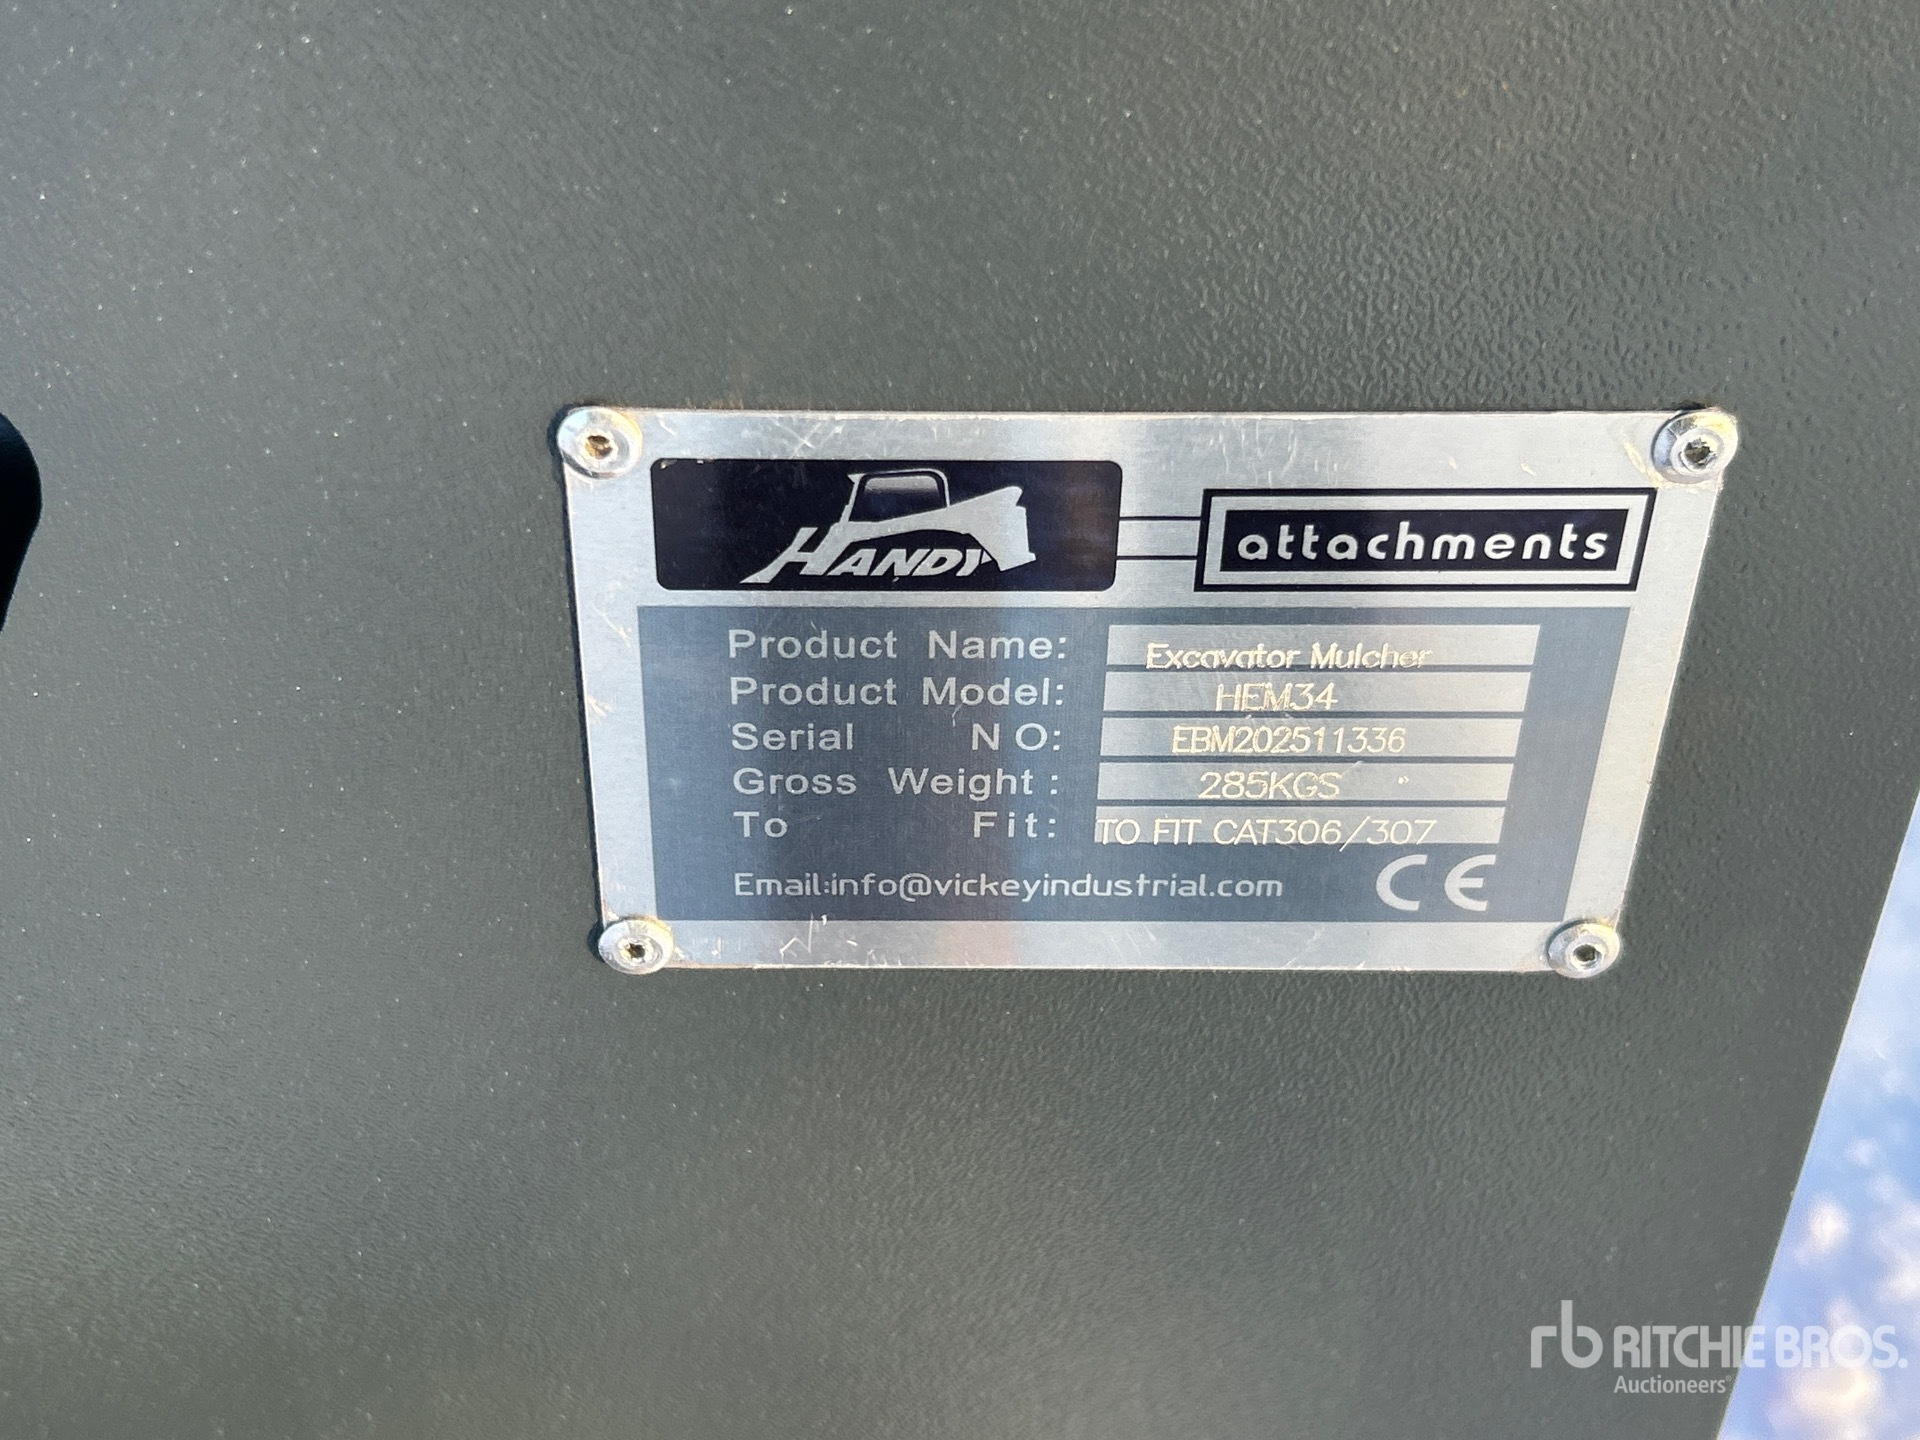 HANDY
attachments
Product Name: Excavator Mulcher
Product Model: HEM34
Serial NO: EBM202511336
Gross Weight: 285KGS
To Fit: TO FIT CAT306/307
Email:info@vickeyindustrial.com CE
rb RITCHIE BROS.
Auctioneers